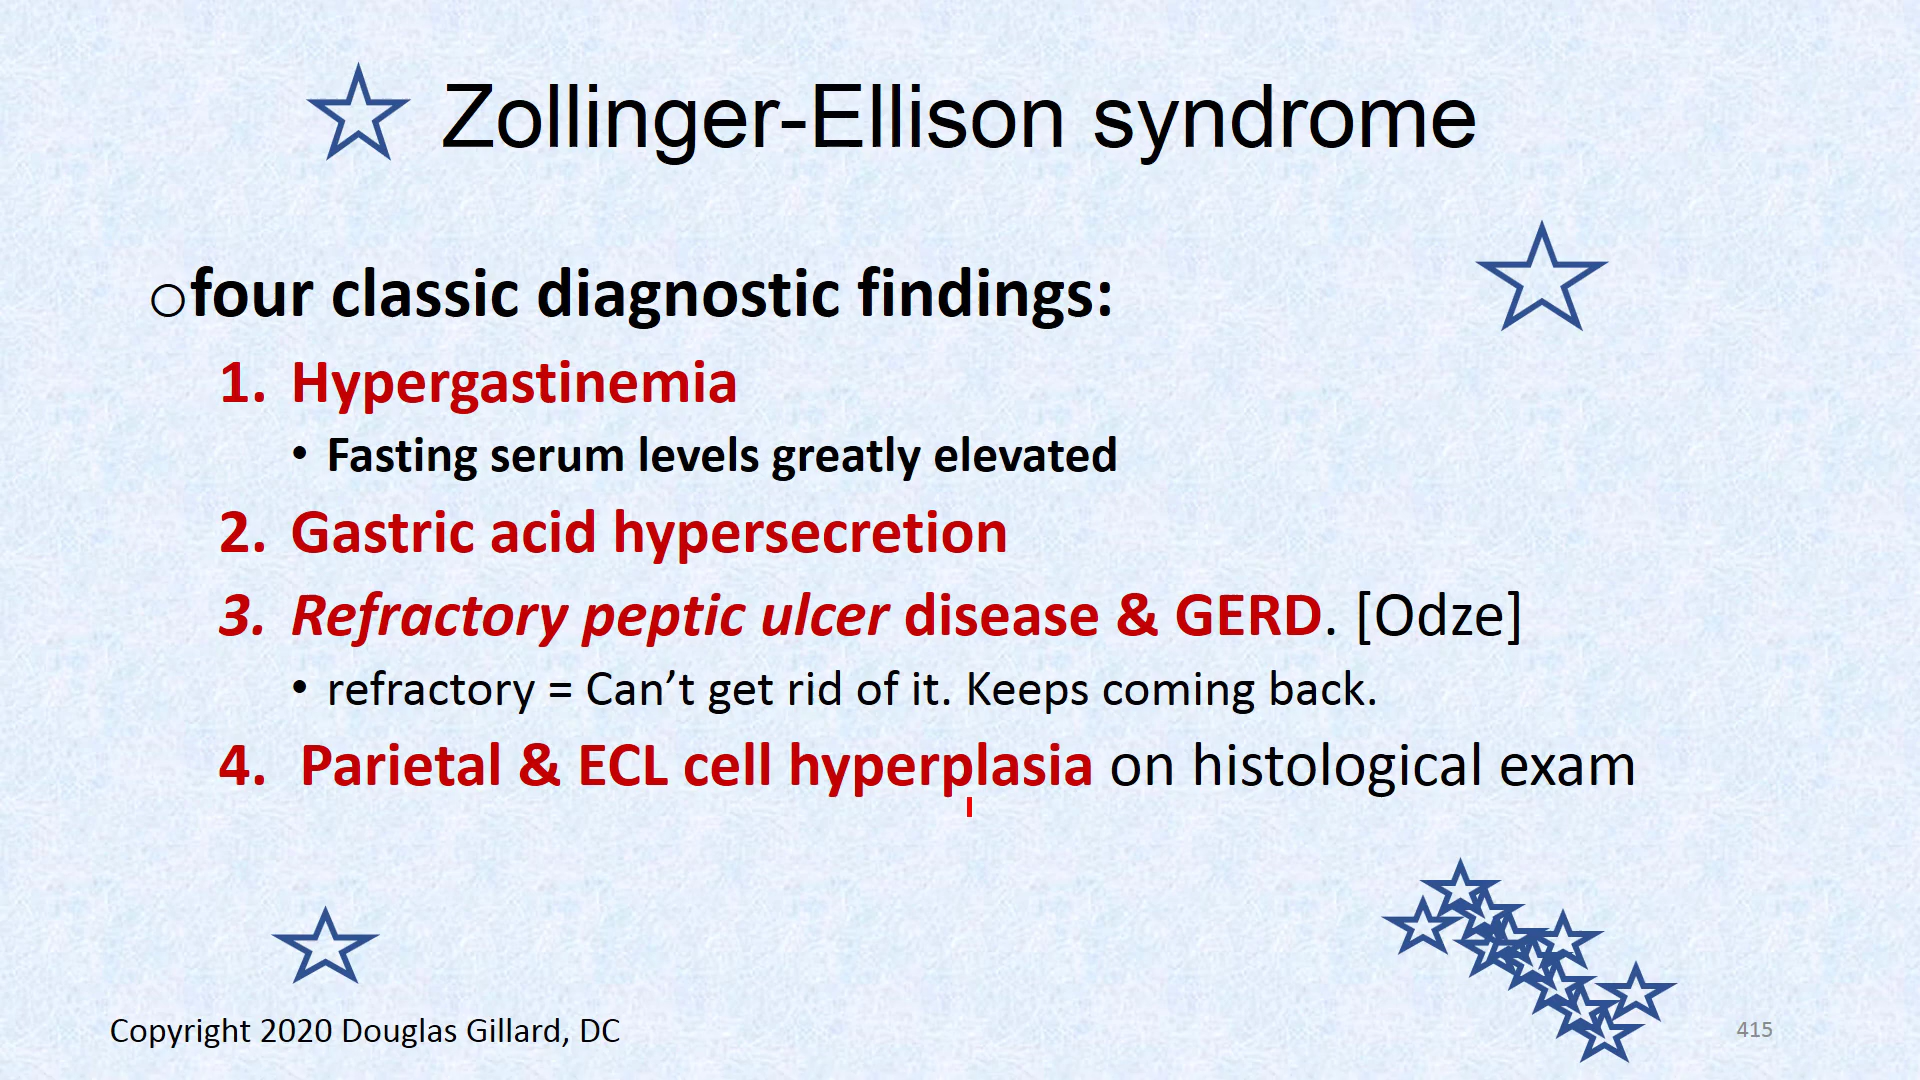 Zollinger-Ellison syndrome
four classic diagnostic findings:
1. Hypergastinemia
• Fasting serum levels greatly elevated
2. Gastric acid hypersecretion
3. Refractory peptic ulcer disease & GERD. [Odze]
• refractory = Can’t get rid of it. Keeps coming back.
4. Parietal & ECL cell hyperplasia on histological exam
Copyright 2020 Douglas Gillard, DC
415